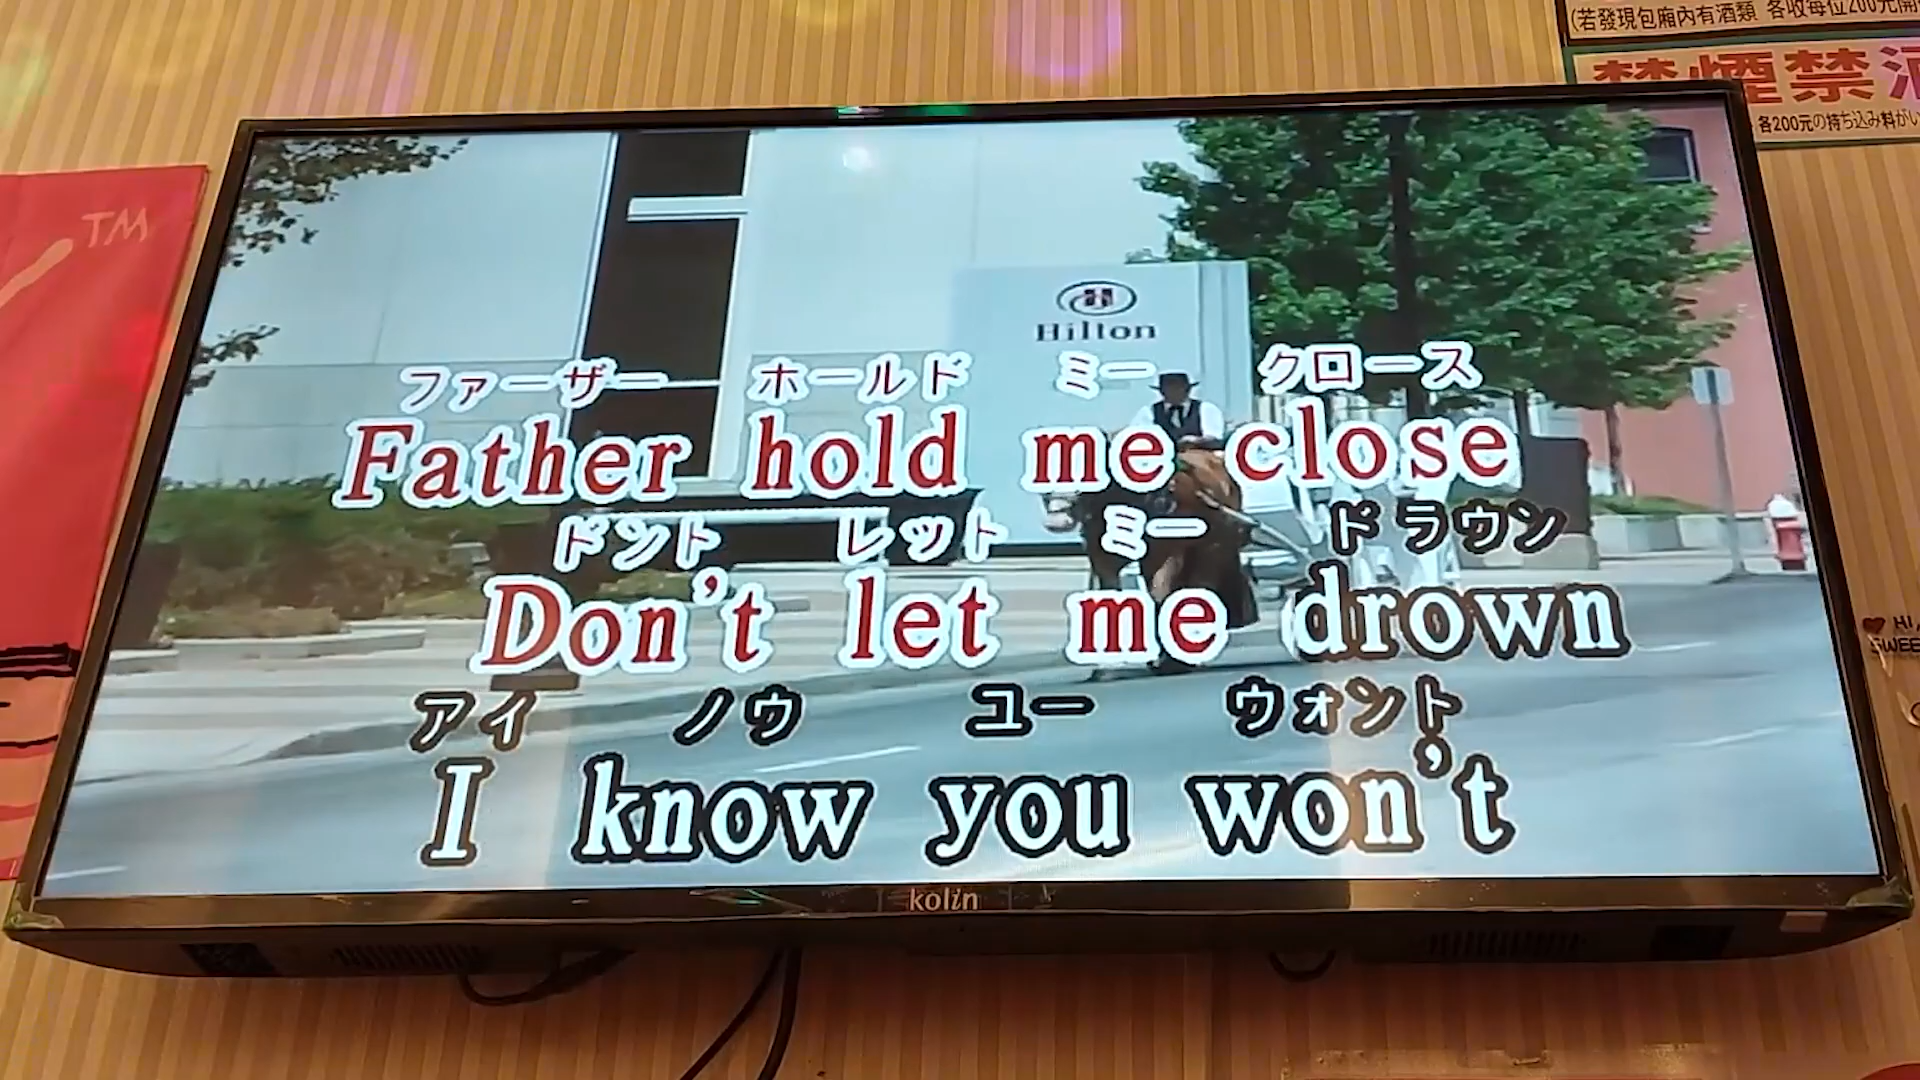 (若發現包廂內有酒類 各收每位200元開
禁煙禁酒
各200元の持ち込み料がい
TM
Hilton
ファーザー ホールド ミー クロース
Father hold me close
ドント レット ミー ドラウン
Don't let me drown
アイ ノウ ユー ウォント
I know you won't
kolin
HI
SWEE